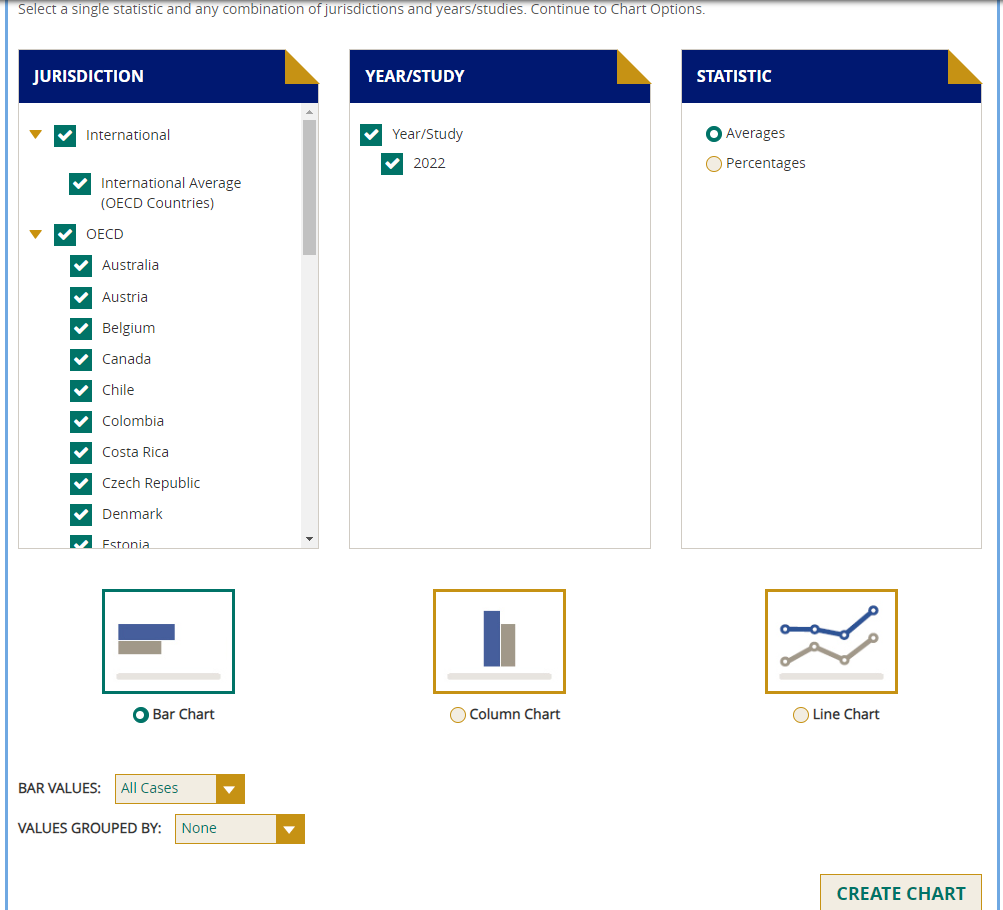 Select a single statistic and any combination of jurisdictions and years/studies. Continue to Chart Options.
JURISDICTION
International
International Average
(OECD Countries)
OECD
Australia
Austria
Belgium
Canada
Chile
Colombia
Costa Rica
Czech Republic
Denmark
Estonia
YEAR/STUDY
Year/Study
2022
STATISTIC
Averages
Percentages
Bar Chart
Column Chart
Line Chart
BAR VALUES: All Cases
VALUES GROUPED BY: None
CREATE CHART